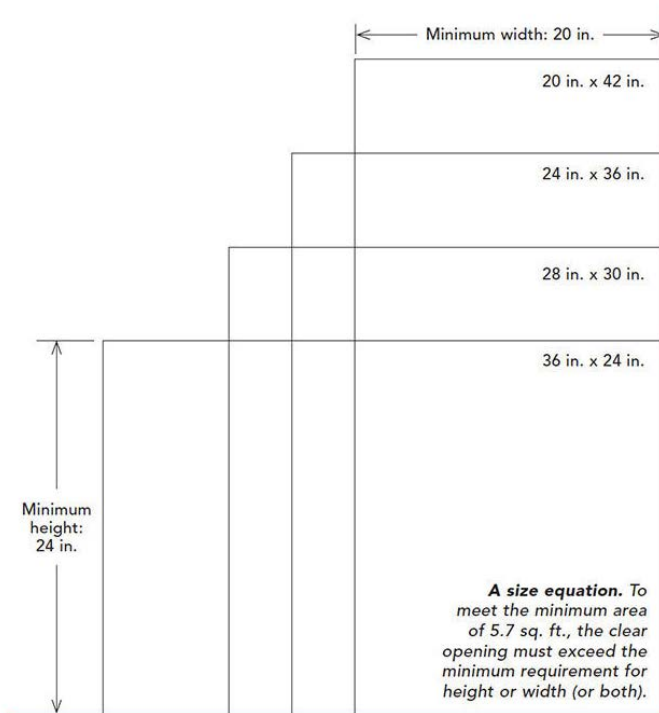 Minimum width: 20 in.
20 in. x 42 in.
24 in. x 36 in.
28 in. x 30 in.
36 in. x 24 in.
Minimum
height:
24 in.
A size equation. To
meet the minimum area
of 5.7 sq. ft., the clear
opening must exceed the
minimum requirement for
height or width (or both).